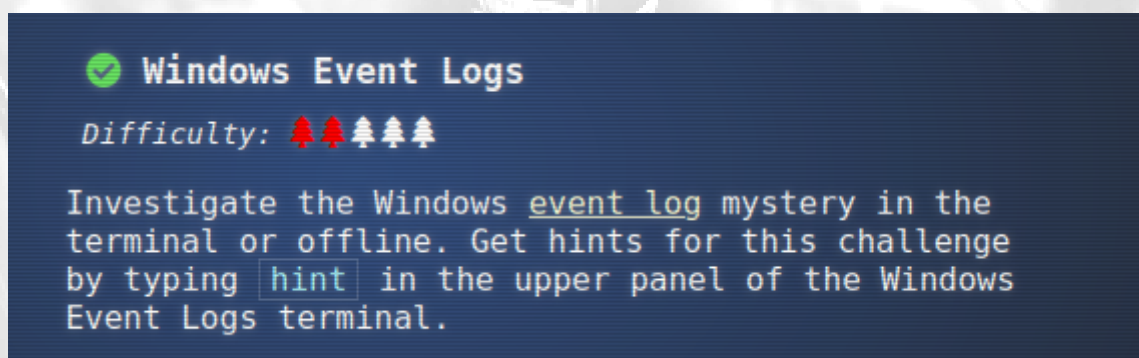 Windows Event Logs
Difficulty:
Investigate the Windows event log mystery in the
terminal or offline. Get hints for this challenge
by typing hint in the upper panel of the Windows
Event Logs terminal.